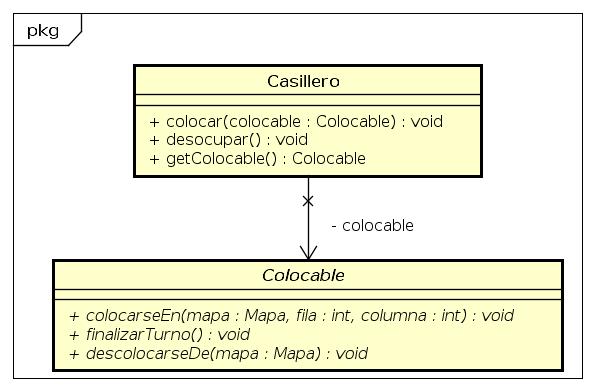 pkg
Casillero
+ colocar(colocable : Colocable) : void
+ desocupar() : void
+ getColocable() : Colocable
- colocable
Colocable
+ colocarseEn(mapa : Mapa, fila : int, columna : int) : void
+ finalizarTurno() : void
+ descolocarseDe(mapa : Mapa) : void